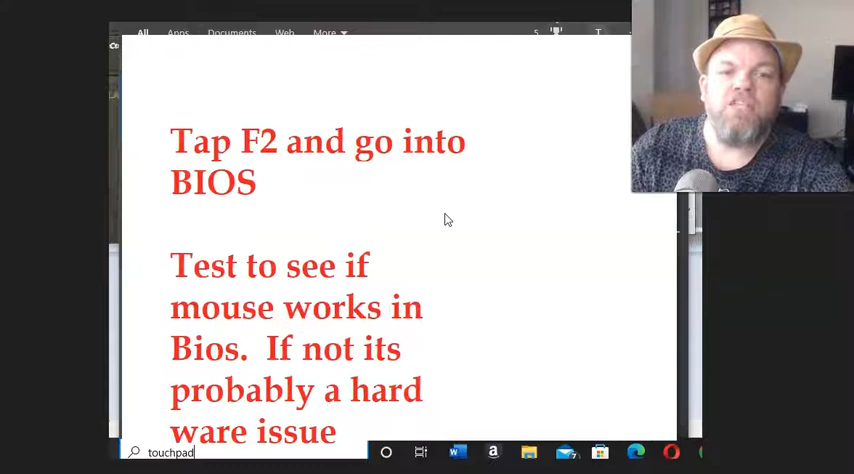 All Apps Documents Web More 5 T
Tap F2 and go into
BIOS
Test to see if
mouse works in
Bios.  If not its
probably a hard
ware issue
touchpad